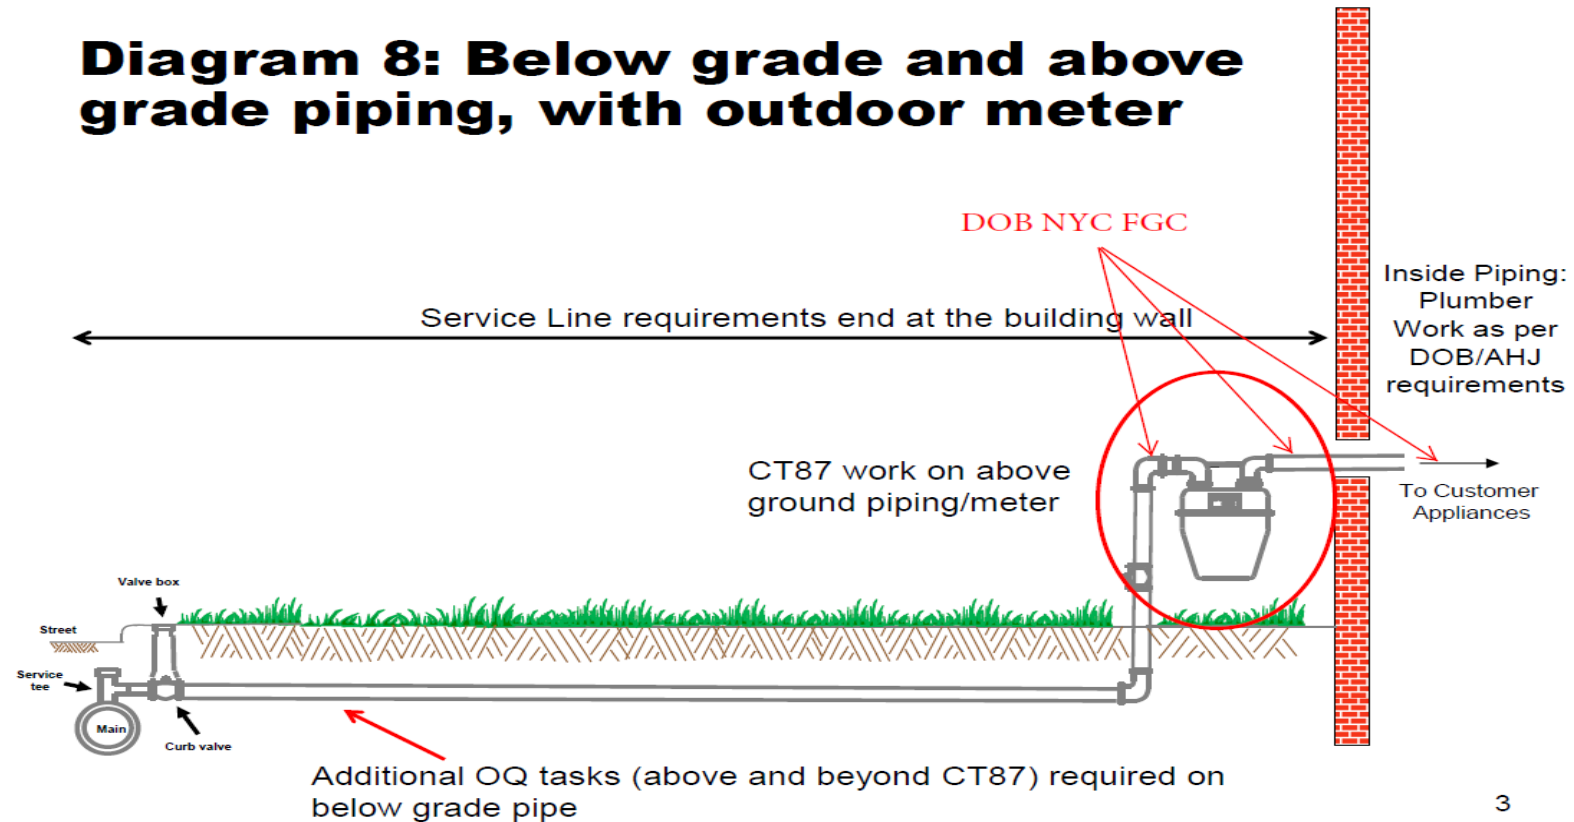 Diagram 8: Below grade and above
grade piping, with outdoor meter
DOB NYC FGC
Service Line requirements end at the building wall
Inside Piping:
Plumber
Work as per
DOB/AHJ
requirements
CT87 work on above
ground piping/meter
To Customer
Appliances
Valve box
Street
Service
tee
Main
Curb valve
Additional OQ tasks (above and beyond CT87) required on
below grade pipe
3